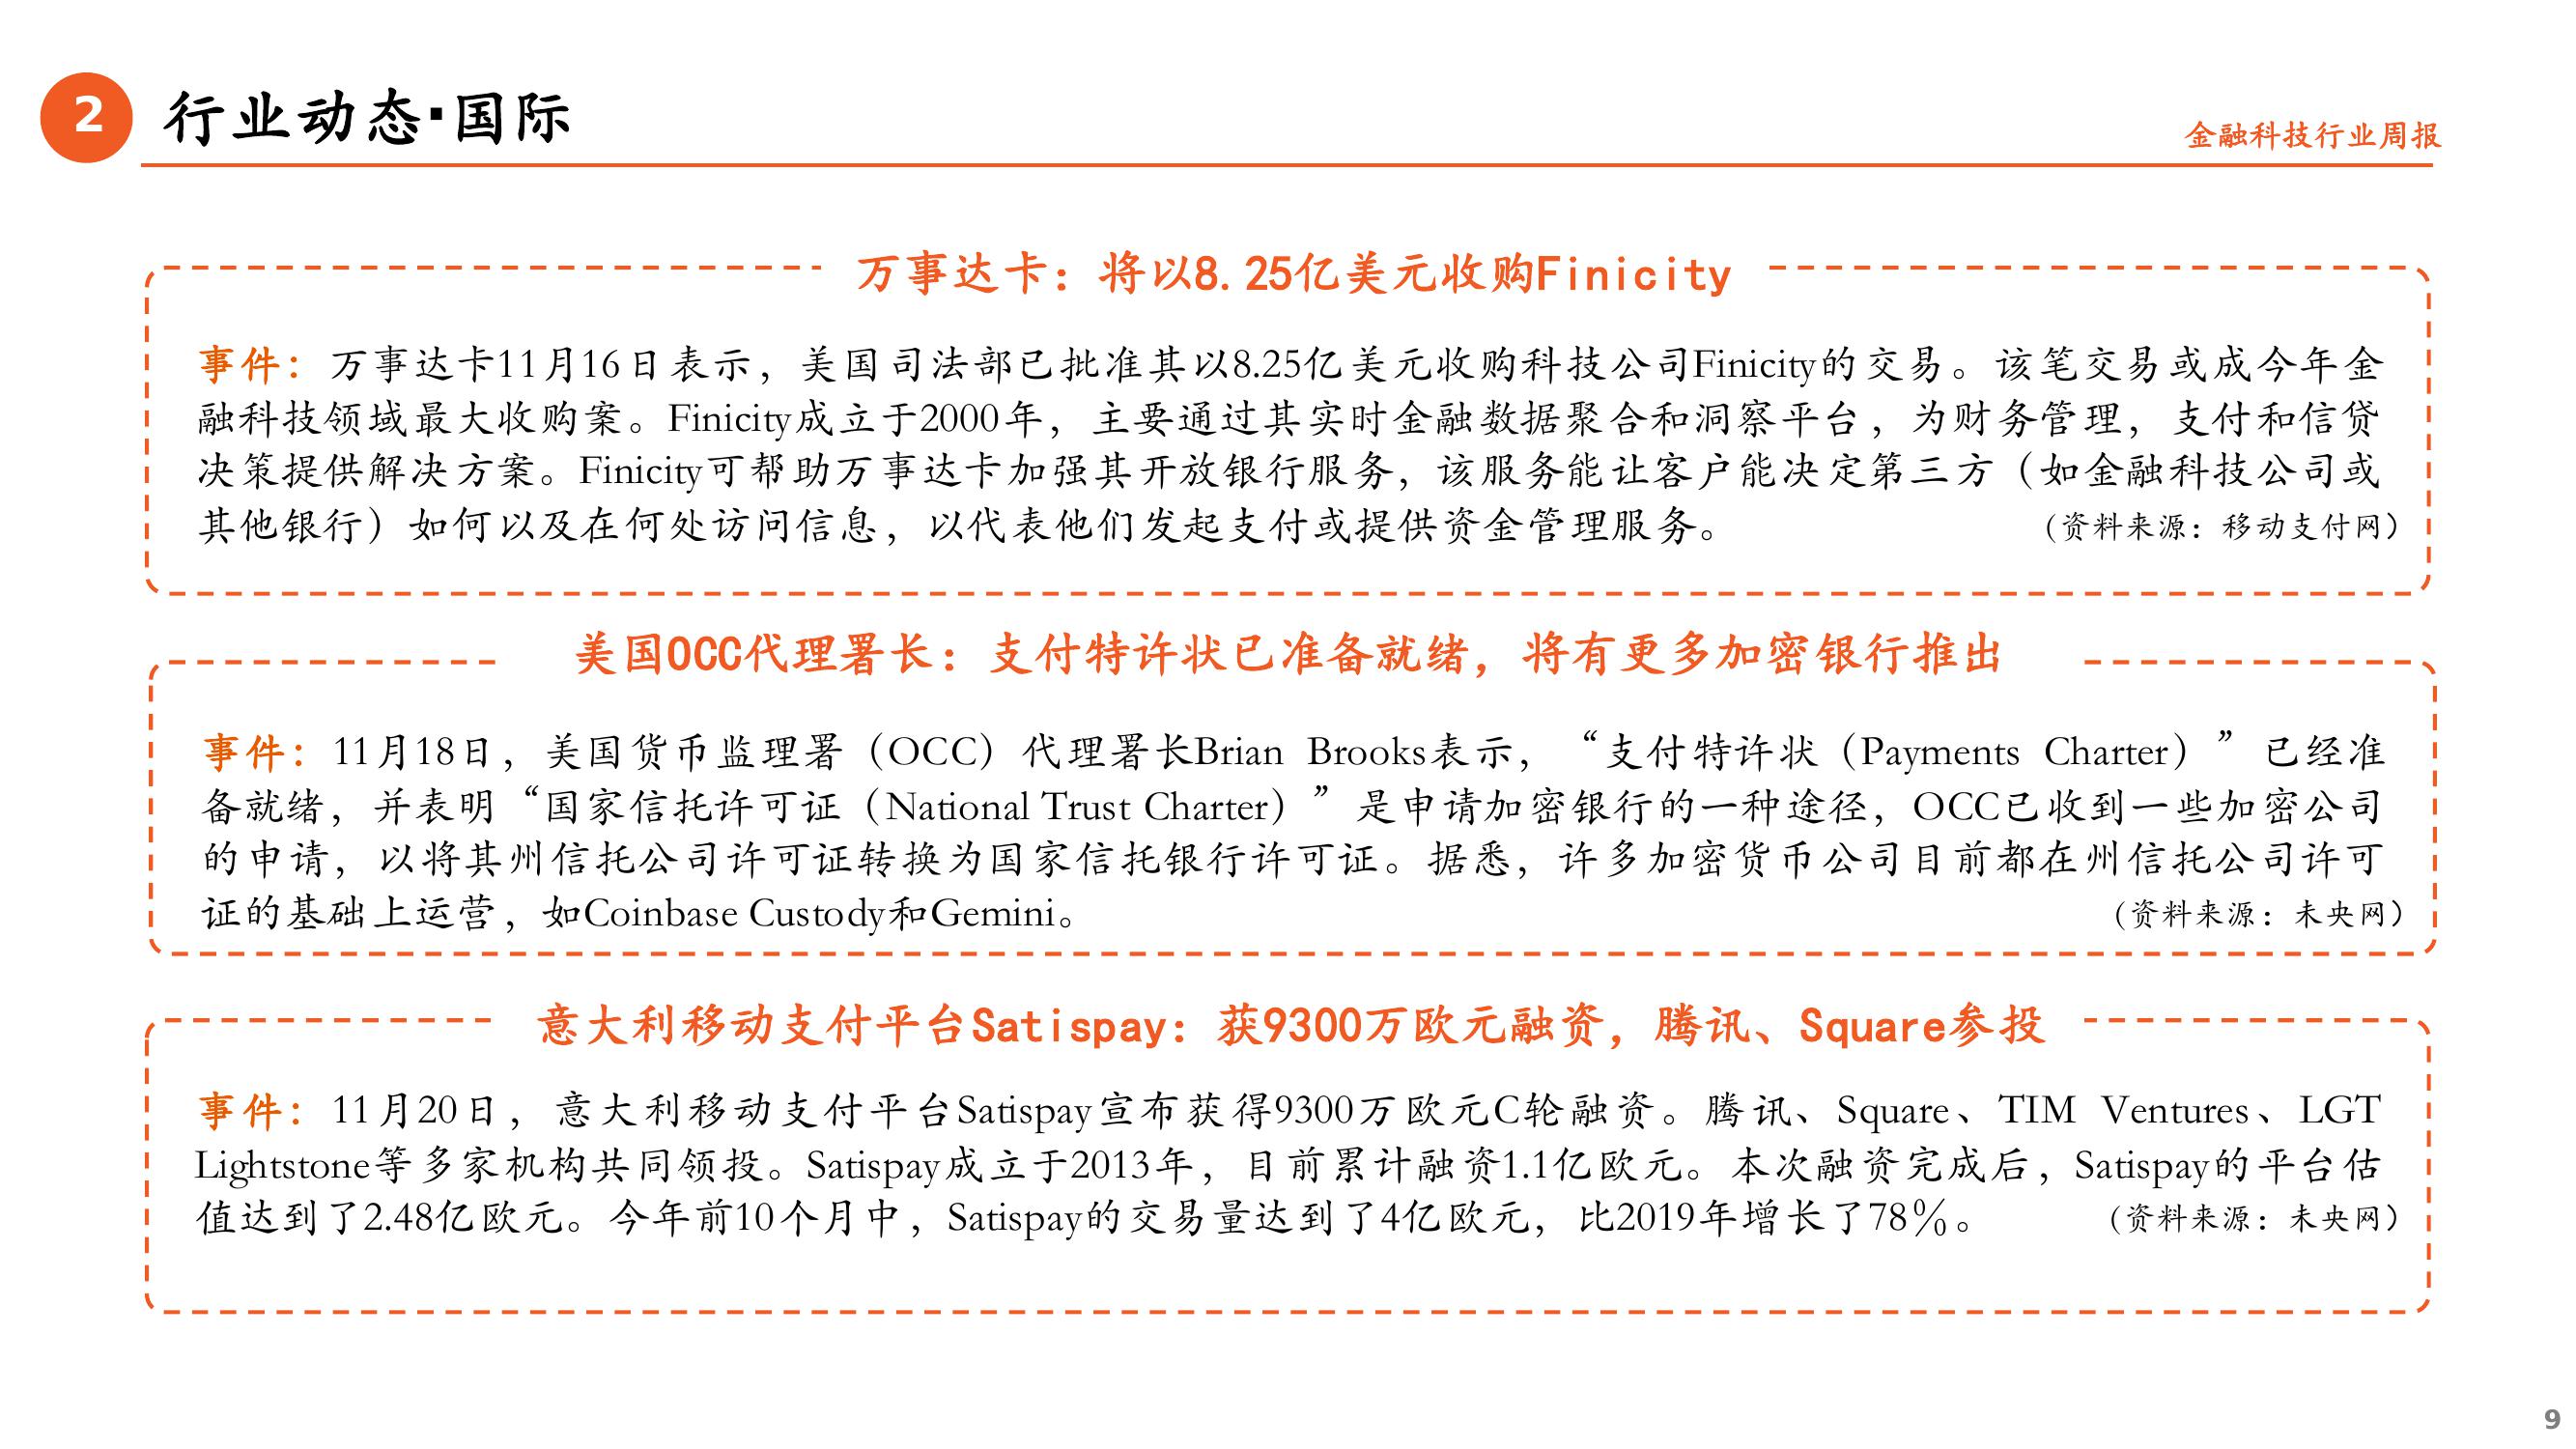 2
行业动态·国际
金融科技行业周报
万事达卡：将以8.25亿美元收购Finicity
事件：万事达卡11月16日表示，美国司法部已批准其以8.25亿美元收购科技公司Finicity的交易。该笔交易或成今年金
融科技领域最大收购案。Finicity成立于2000年，主要通过其实时金融数据聚合和洞察平台，为财务管理，支付和信贷
决策提供解决方案。Finicity可帮助万事达卡加强其开放银行服务，该服务能让客户能决定第三方（如金融科技公司或
其他银行）如何以及在何处访问信息，以代表他们发起支付或提供资金管理服务。
（资料来源：移动支付网）
美国OCC代理署长：支付特许状已准备就绪，将有更多加密银行推出
事件：11月18日，美国货币监理署（OCC）代理署长Brian Brooks表示，“支付特许状（Payments Charter）”已经准
备就绪，并表明“国家信托许可证（National Trust Charter）”是申请加密银行的一种途径，OCC已收到一些加密公司
的申请，以将其州信托公司许可证转换为国家信托银行许可证。据悉，许多加密货币公司目前都在州信托公司许可
证的基础上运营，如Coinbase Custody和Gemini。
（资料来源：未央网）
意大利移动支付平台Satispay：获9300万欧元融资，腾讯、Square参投
事件：11月20日，意大利移动支付平台Satispay宣布获得9300万欧元C轮融资。腾讯、Square、TIM Ventures、LGT
Lightstone等多家机构共同领投。Satispay成立于2013年，目前累计融资1.1亿欧元。本次融资完成后，Satispay的平台估
值达到了2.48亿欧元。今年前10个月中，Satispay的交易量达到了4亿欧元，比2019年增长了78％。
（资料来源：未央网）
9